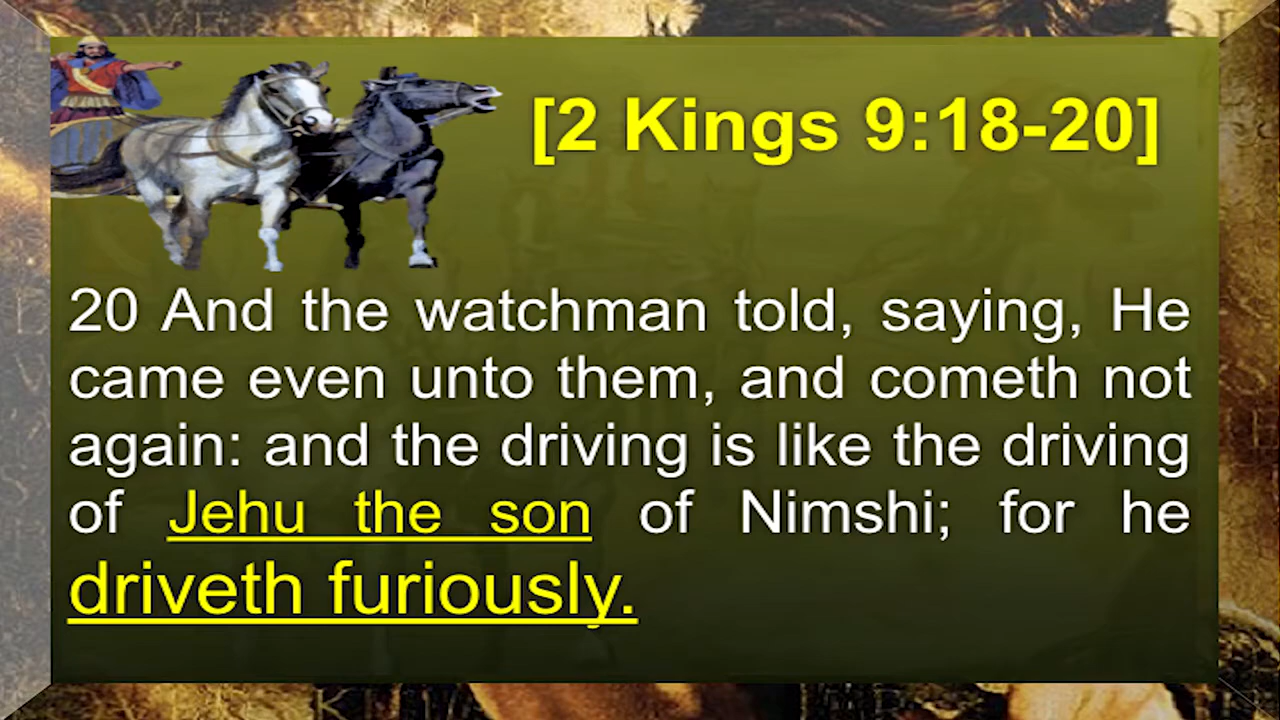 [2 Kings 9:18-20]
20 And the watchman told, saying, He
came even unto them, and cometh not
again: and the driving is like the driving
of Jehu the son of Nimshi; for he
driveth furiously.